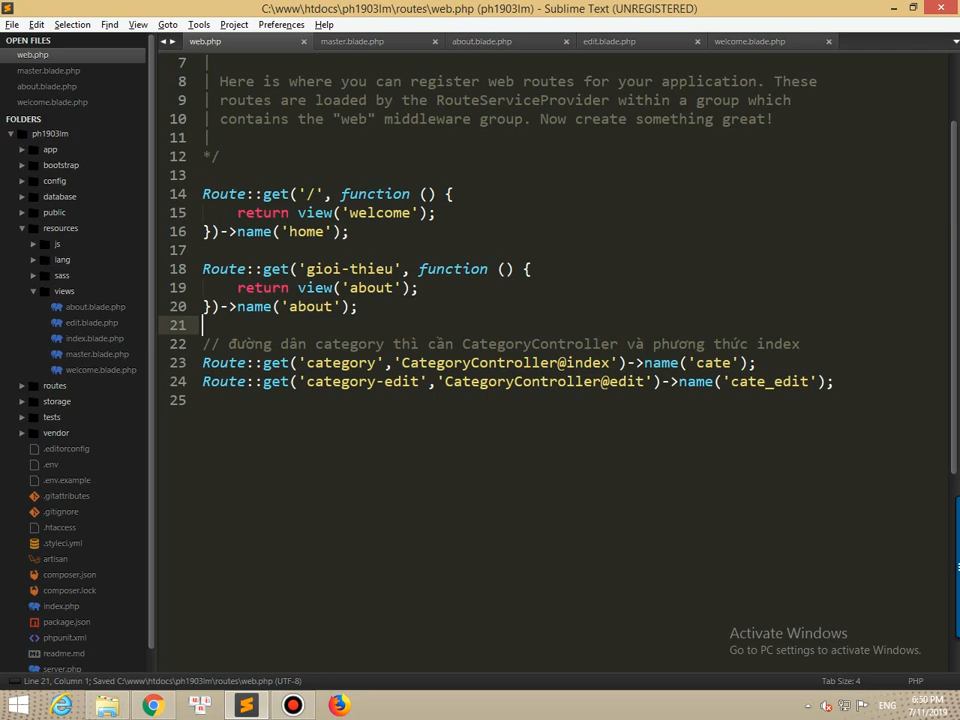 C:\www\htdocs\ph1903lm\routes\web.php (ph1903lm) - Sublime Text (UNREGISTERED)
File Edit Selection Find View Goto Tools Project Preferences Help
OPEN FILES
web.php
master.blade.php
about.blade.php
welcome.blade.php
FOLDERS
ph1903lm
app
bootstrap
config
database
public
resources
js
lang
sass
views
about.blade.php
edit.blade.php
index.blade.php
master.blade.php
welcome.blade.php
routes
storage
tests
vendor
.editorconfig
.env
.env.example
.gitattributes
.gitignore
.htaccess
.styleci.yml
artisan
composer.json
composer.lock
index.php
package.json
phpunit.xml
readme.md
server.php
web.php master.blade.php about.blade.php edit.blade.php welcome.blade.php
7 |
8 | Here is where you can register web routes for your application. These
9 | routes are loaded by the RouteServiceProvider within a group which
10 | contains the "web" middleware group. Now create something great!
11 |
12 */
13
14 Route::get('/', function () {
15 return view('welcome');
16 })->name('home');
17
18 Route::get('gioi-thieu', function () {
19 return view('about');
20 })->name('about');
21
22 // đường dân category thì cần CategoryController và phương thức index
23 Route::get('category','CategoryController@index')->name('cate');
24 Route::get('category-edit','CategoryController@edit')->name('cate_edit');
25
Activate Windows
Go to PC settings to activate Windows.
Line 21, Column 1; Saved C:\www\htdocs\ph1903lm\routes\web.php (UTF-8) Tab Size: 4 PHP
ENG
6:50 PM
7/11/2019